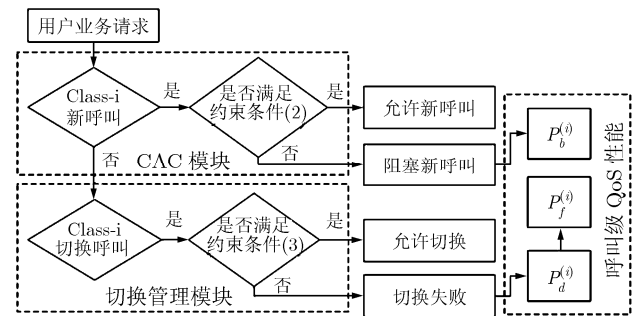 用户业务请求
Class-i
新呼叫
是
是否满足
约束条件(2)
是
允许新呼叫
否
否
CAC 模块
阻塞新呼叫
P_b^{(i)}
Class-i
切换呼叫
是
是否满足
约束条件(3)
是
允许切换
P_f^{(i)}
否
切换管理模块
切换失败
P_d^{(i)}
呼叫级 QoS 性能